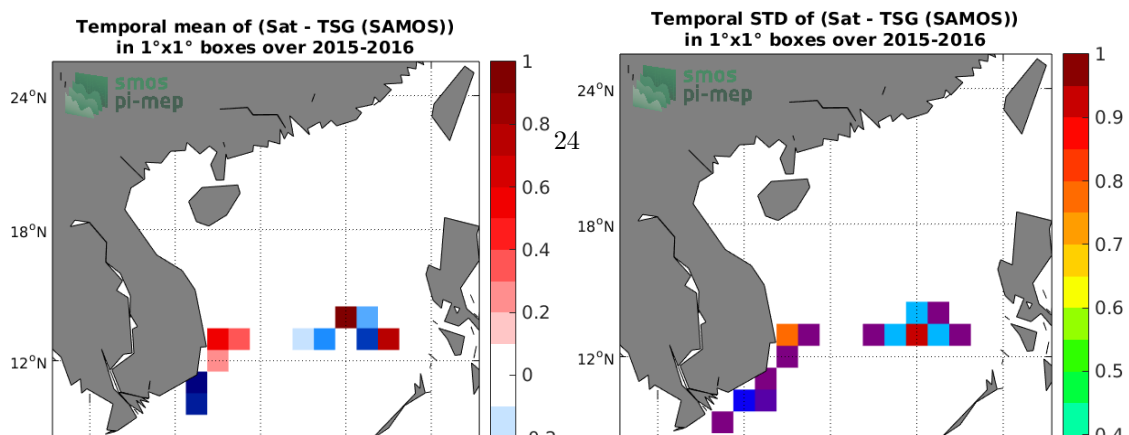 Temporal mean of (Sat - TSG (SAMOS))
in 1°x1° boxes over 2015-2016
smos
pi-mep
24°N
18°N
12°N
1
0.8
0.6
0.4
0.2
0
24
Temporal STD of (Sat - TSG (SAMOS))
in 1°x1° boxes over 2015-2016
smos
pi-mep
24°N
18°N
12°N
1
0.9
0.8
0.7
0.6
0.5